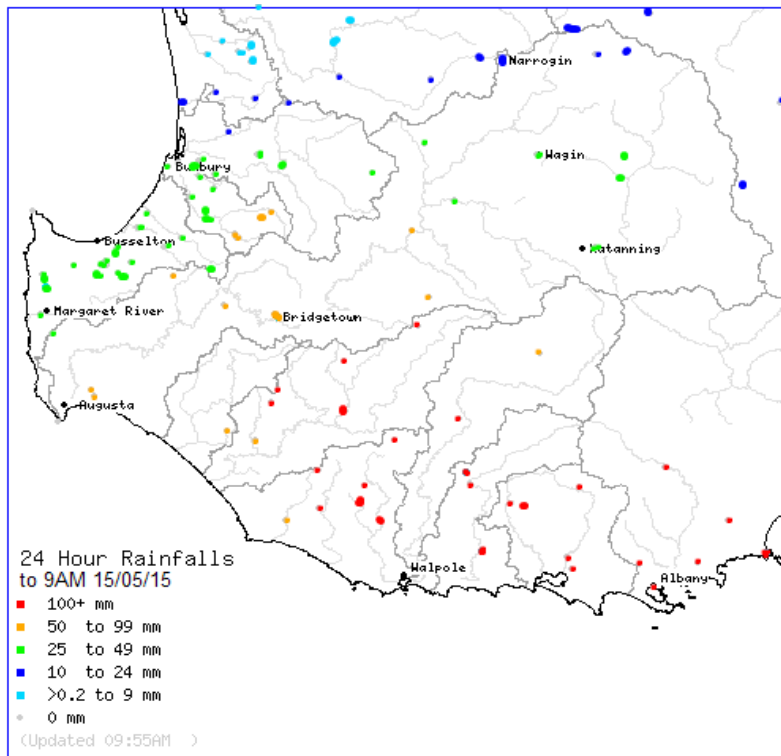 Narrogin
Bunbury
Wagin
Busselton
Katanning
Margaret River
Bridgetown
Augusta
Walpole
Albany
24 Hour Rainfalls
to 9AM 15/05/15
100+ mm
50 to 99 mm
25 to 49 mm
10 to 24 mm
>0.2 to 9 mm
0 mm
(Updated 09:55AM )